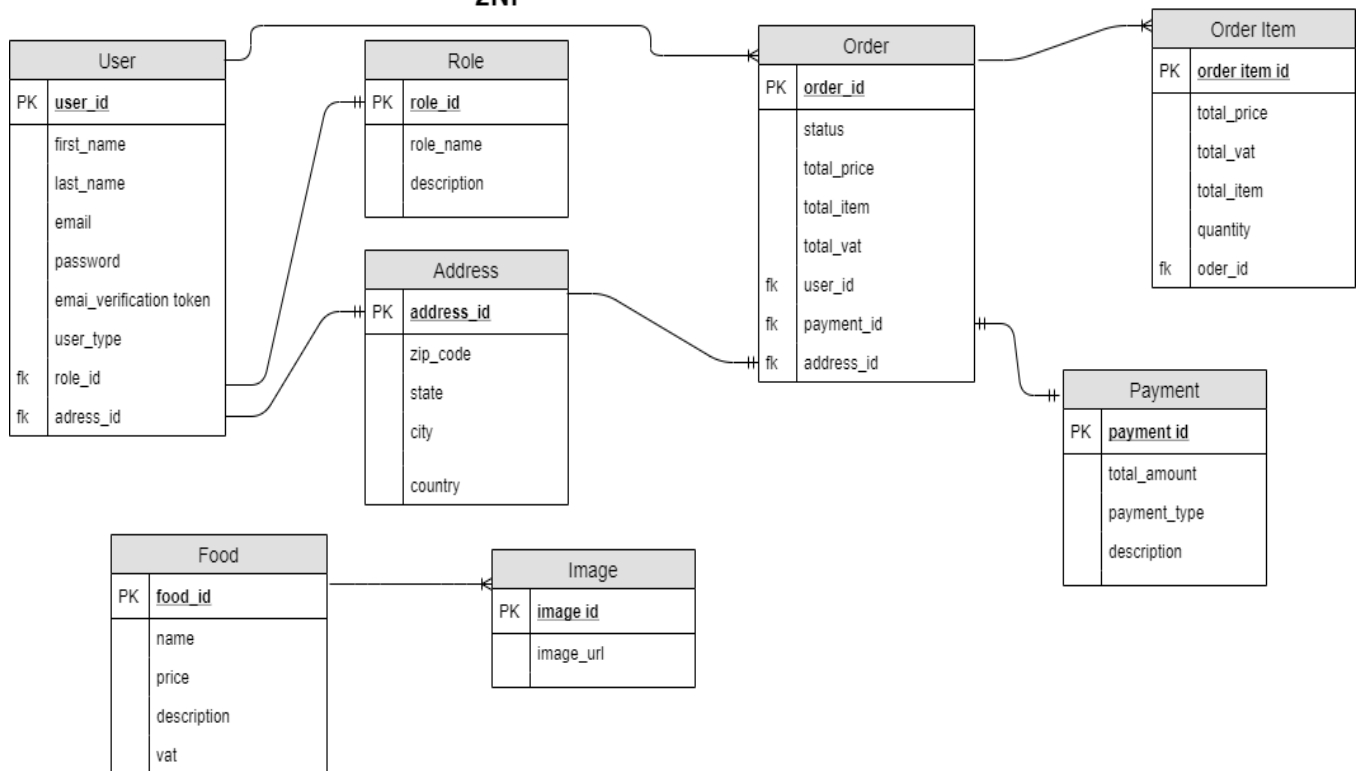 User
PK user_id
first_name
last_name
email
password
emai_verification token
user_type
fk role_id
fk adress_id
Role
PK role_id
role_name
description
Address
PK address_id
zip_code
state
city
country
Order
PK order_id
status
total_price
total_item
total_vat
fk user_id
fk payment_id
fk address_id
Order Item
PK order item id
total_price
total_vat
total_item
quantity
fk oder_id
Payment
PK payment id
total_amount
payment_type
description
Food
PK food_id
name
price
description
vat
Image
PK image id
image_url